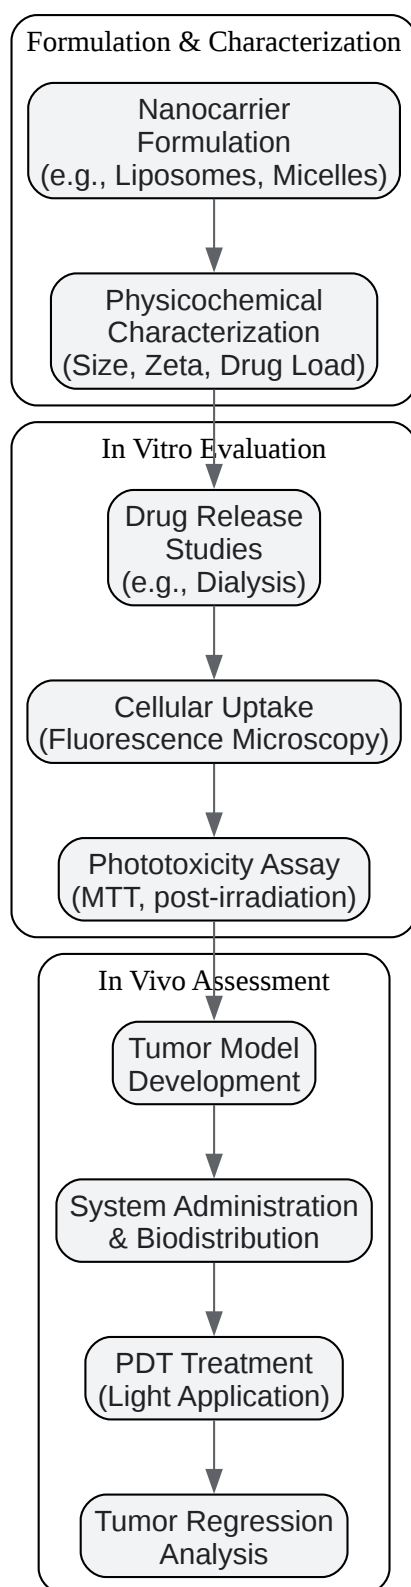 Formulation & Characterization
Nanocarrier
Formulation
(e.g., Liposomes, Micelles)
Physicochemical
Characterization
(Size, Zeta, Drug Load)
In Vitro Evaluation
Drug Release
Studies
(e.g., Dialysis)
Cellular Uptake
(Fluorescence Microscopy)
Phototoxicity Assay
(MTT, post-irradiation)
In Vivo Assessment
Tumor Model
Development
System Administration
& Biodistribution
PDT Treatment
(Light Application)
Tumor Regression
Analysis